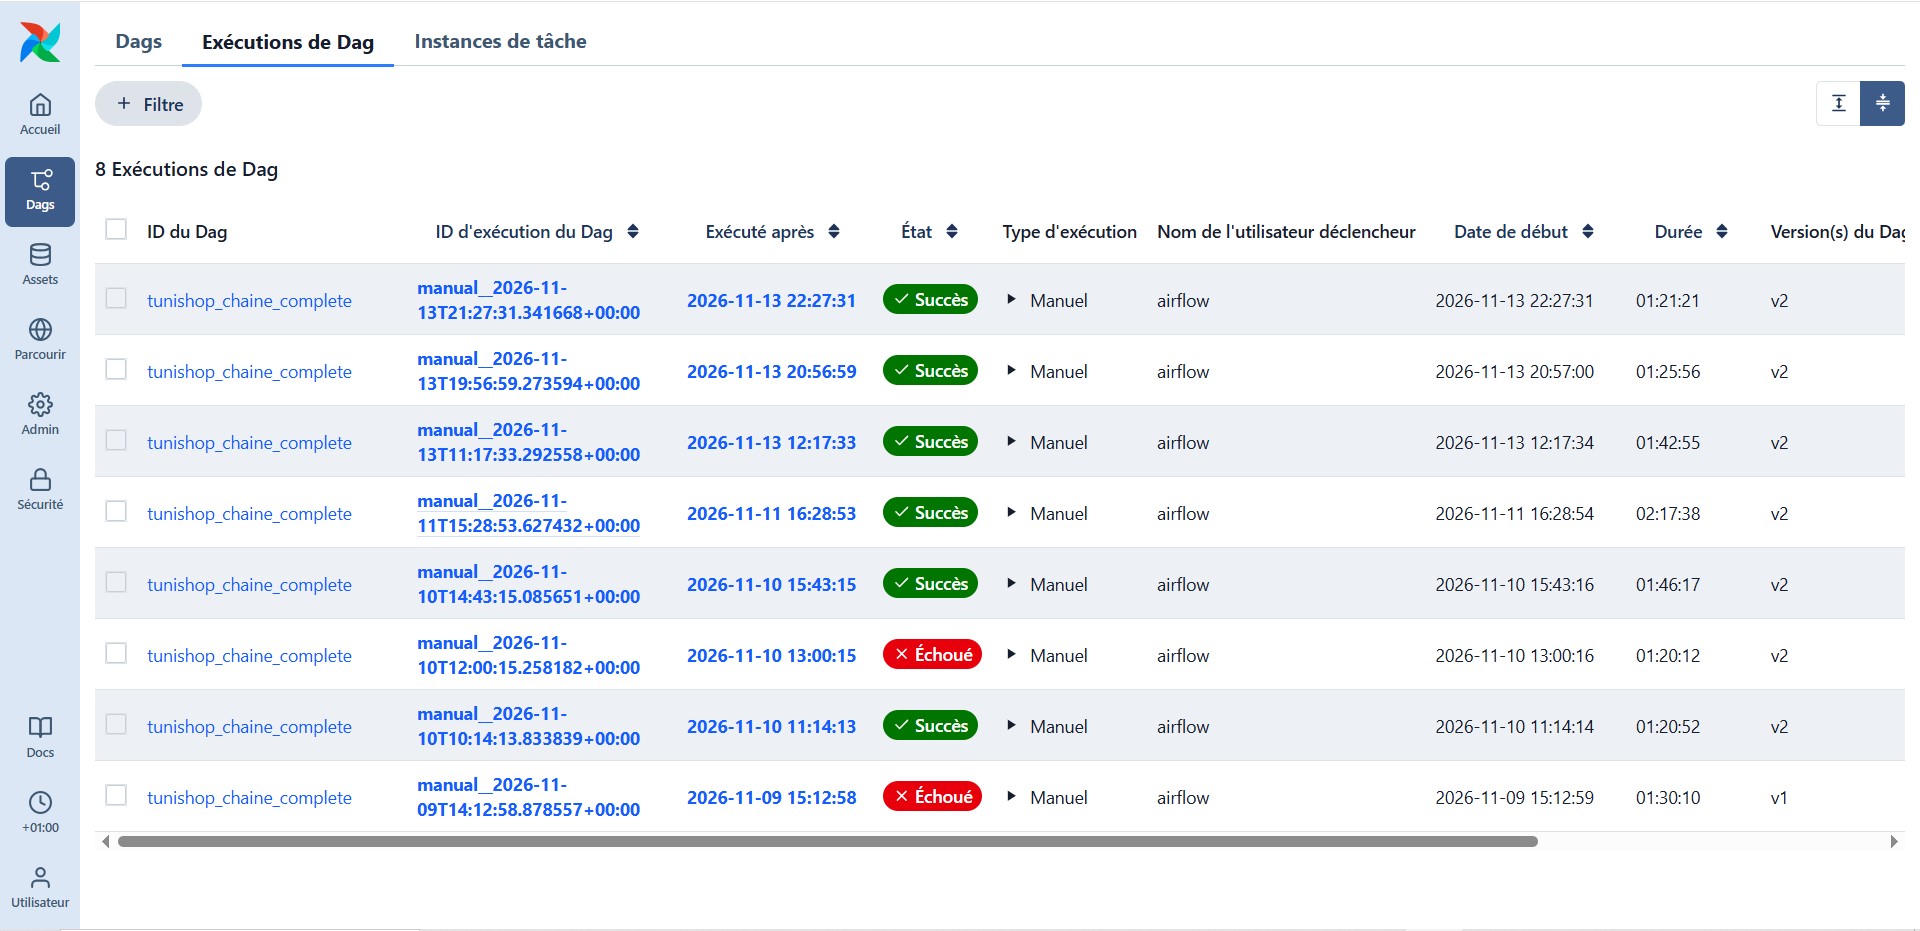 Dags
Exécutions de Dag
Instances de tâche
+ Filtre
Accueil
Dags
Assets
Parcourir
Admin
Sécurité
Docs
+01:00
Utilisateur
8 Exécutions de Dag
ID du Dag ID d'exécution du Dag Exécuté après État Type d'exécution Nom de l'utilisateur déclencheur Date de début Durée Version(s) du Dag
tunishop_chaine_complete manual__2026-11-
13T21:27:31.341668+00:00 2026-11-13 22:27:31 Succès Manuel airflow 2026-11-13 22:27:31 01:21:21 v2
tunishop_chaine_complete manual__2026-11-
13T19:56:59.273594+00:00 2026-11-13 20:56:59 Succès Manuel airflow 2026-11-13 20:57:00 01:25:56 v2
tunishop_chaine_complete manual__2026-11-
13T11:17:33.292558+00:00 2026-11-13 12:17:33 Succès Manuel airflow 2026-11-13 12:17:34 01:42:55 v2
tunishop_chaine_complete manual__2026-11-
11T15:28:53.627432+00:00 2026-11-11 16:28:53 Succès Manuel airflow 2026-11-11 16:28:54 02:17:38 v2
tunishop_chaine_complete manual__2026-11-
10T14:43:15.085651+00:00 2026-11-10 15:43:15 Succès Manuel airflow 2026-11-10 15:43:16 01:46:17 v2
tunishop_chaine_complete manual__2026-11-
10T12:00:15.258182+00:00 2026-11-10 13:00:15 Échoué Manuel airflow 2026-11-10 13:00:16 01:20:12 v2
tunishop_chaine_complete manual__2026-11-
10T10:14:13.833839+00:00 2026-11-10 11:14:13 Succès Manuel airflow 2026-11-10 11:14:14 01:20:52 v2
tunishop_chaine_complete manual__2026-11-
09T14:12:58.878557+00:00 2026-11-09 15:12:58 Échoué Manuel airflow 2026-11-09 15:12:59 01:30:10 v1